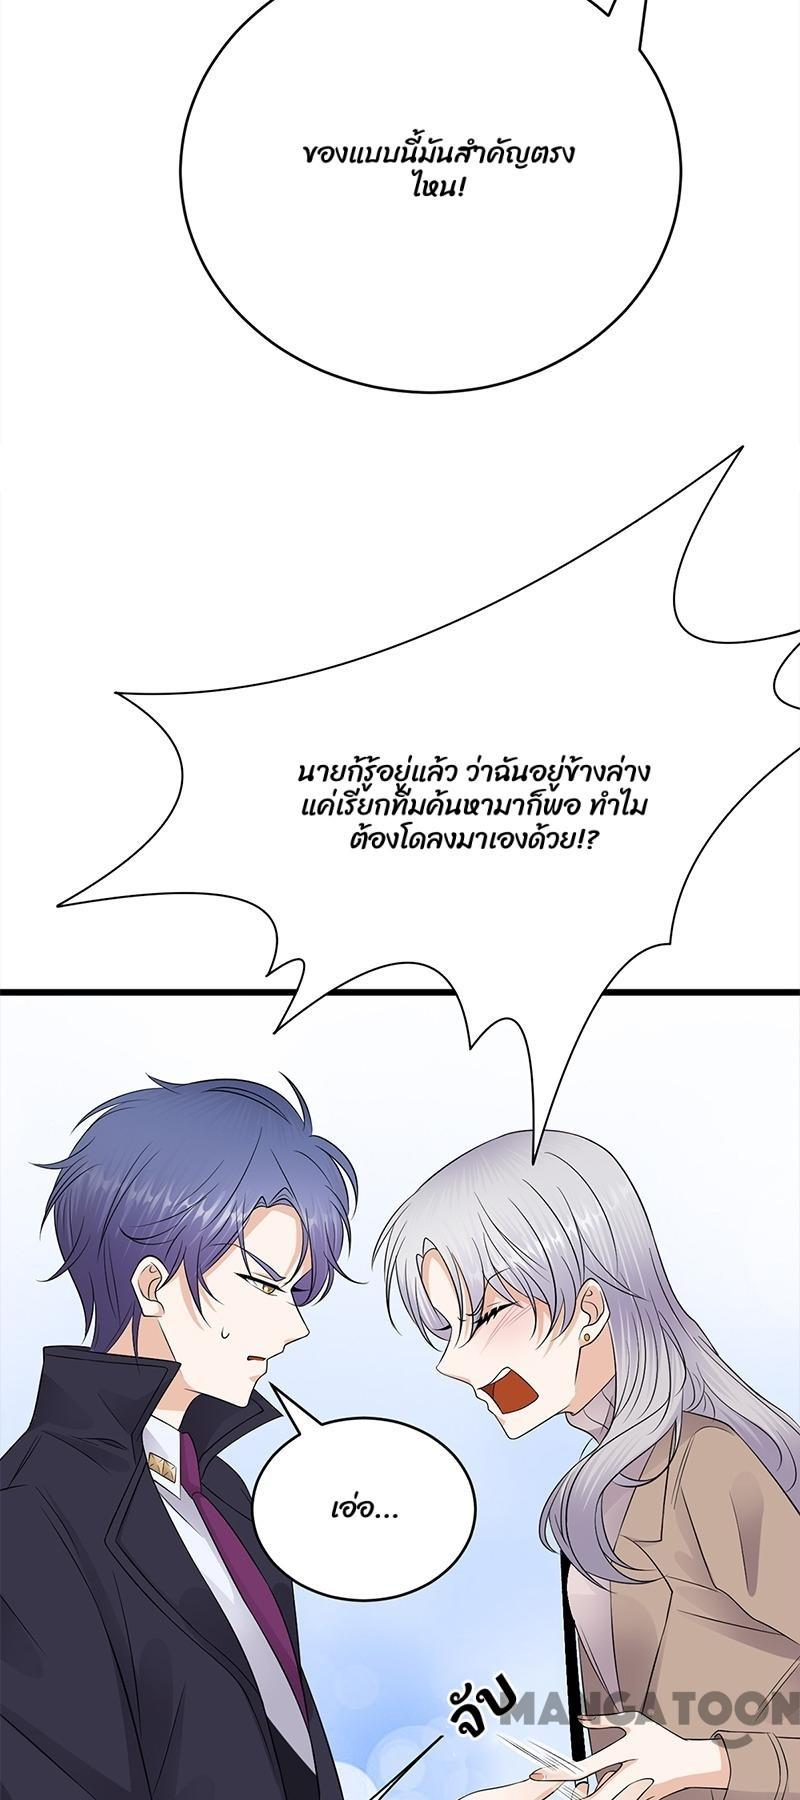 ของแบบนี้มันสำคัญตรง
ไหน!
นายก็รู้อยู่แล้ว ว่าฉันอยู่ข้างล่าง
แค่เรียกทีมค้นหามาก็พอ ทำไม
ต้องโดลงมาเองด้วย!?
เอ่อ...
จับ
MANGATOON